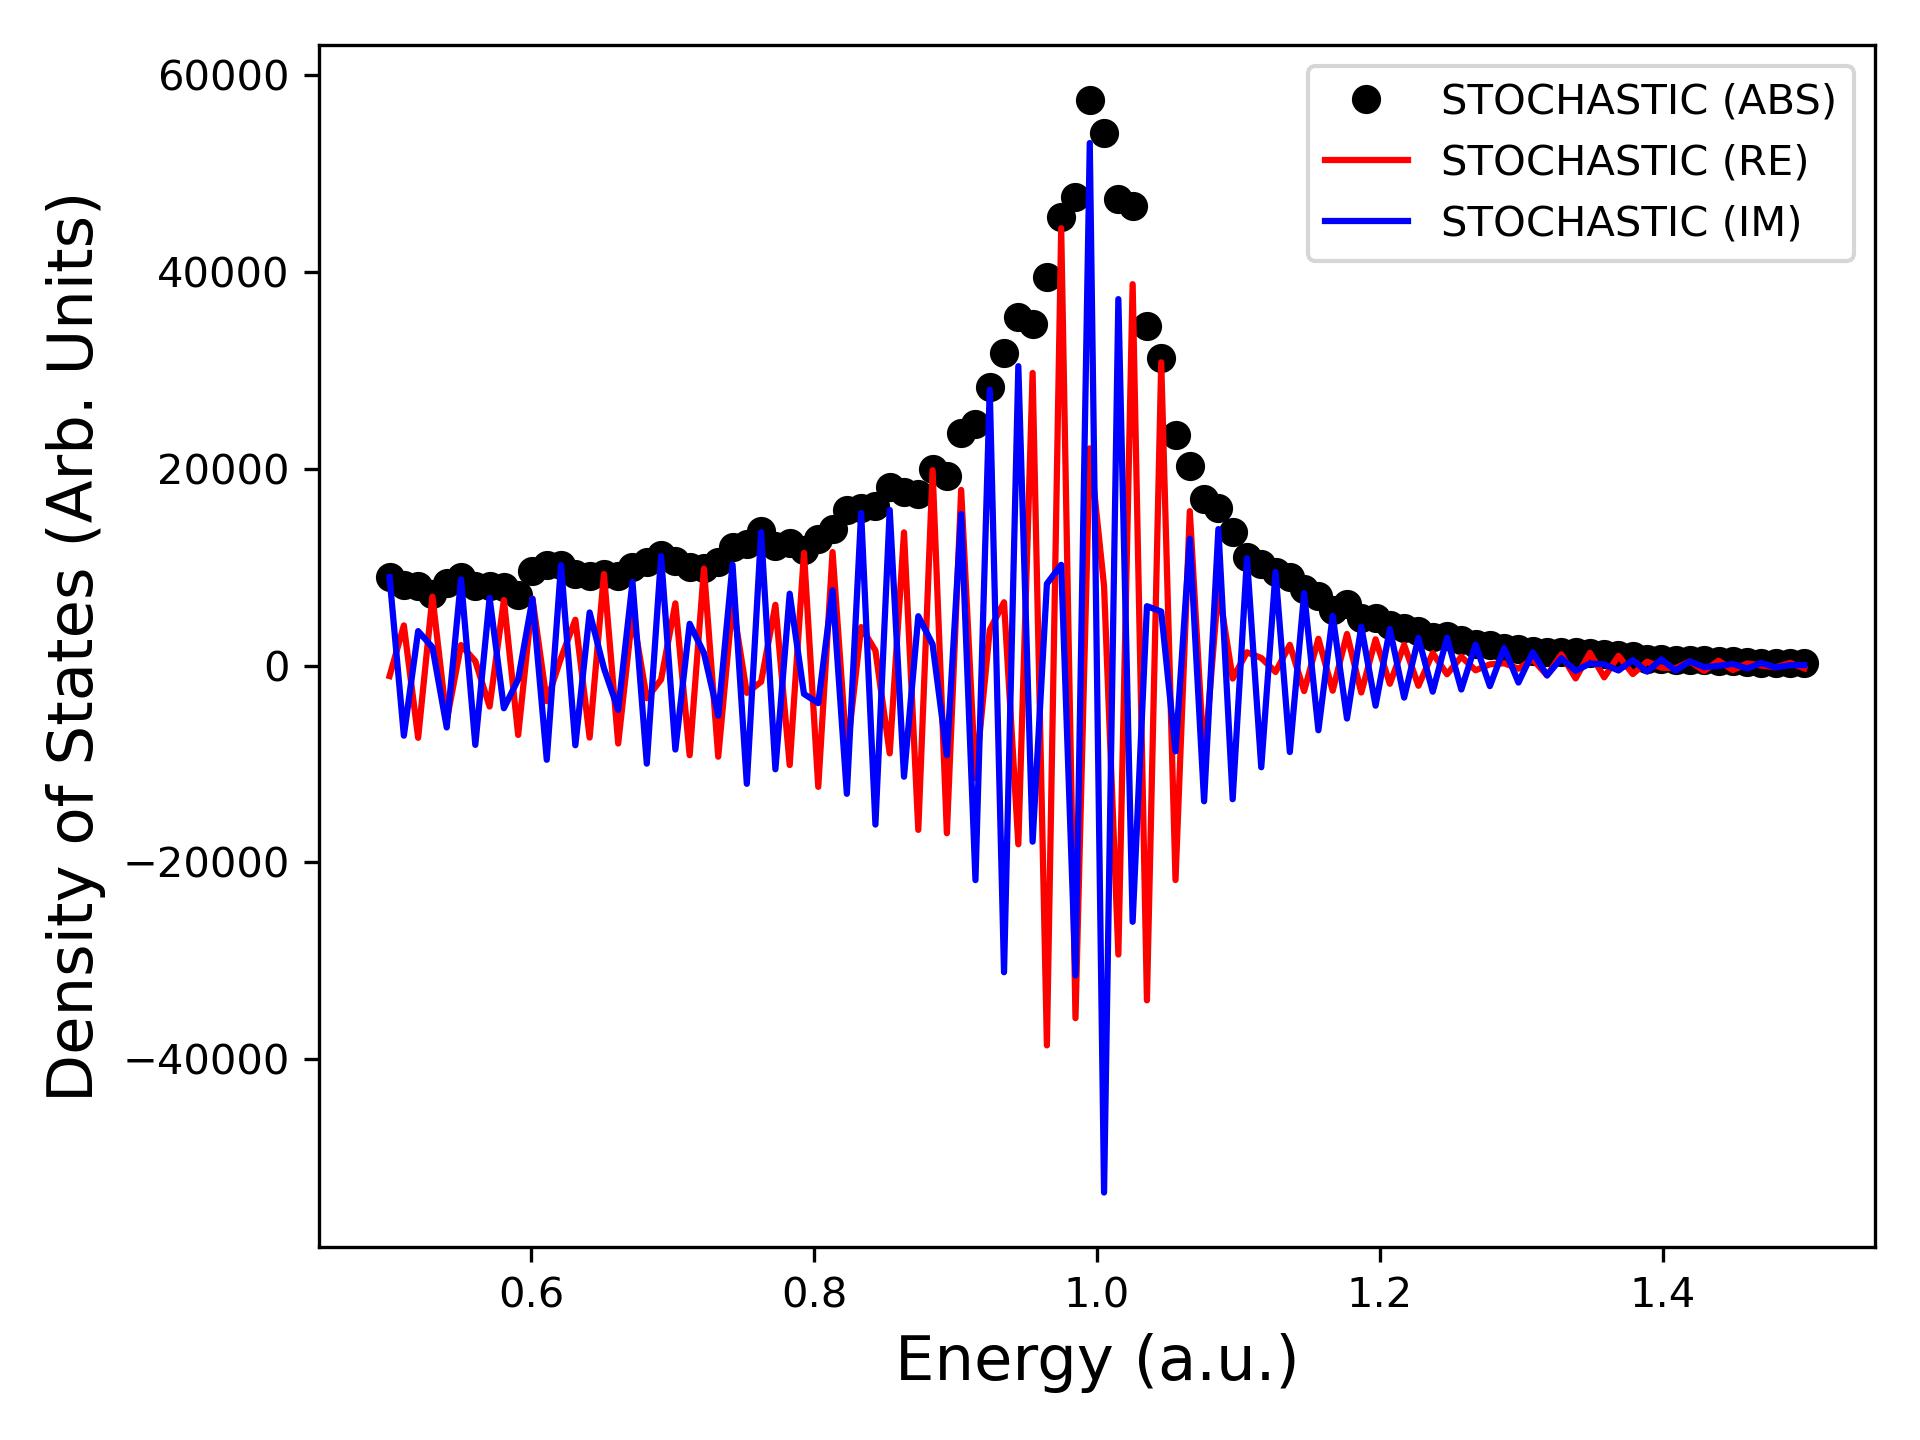 60000
40000
20000
0
−20000
−40000
Density of States (Arb. Units)
STOCHASTIC (ABS)
STOCHASTIC (RE)
STOCHASTIC (IM)
0.6 0.8 1.0 1.2 1.4
Energy (a.u.)